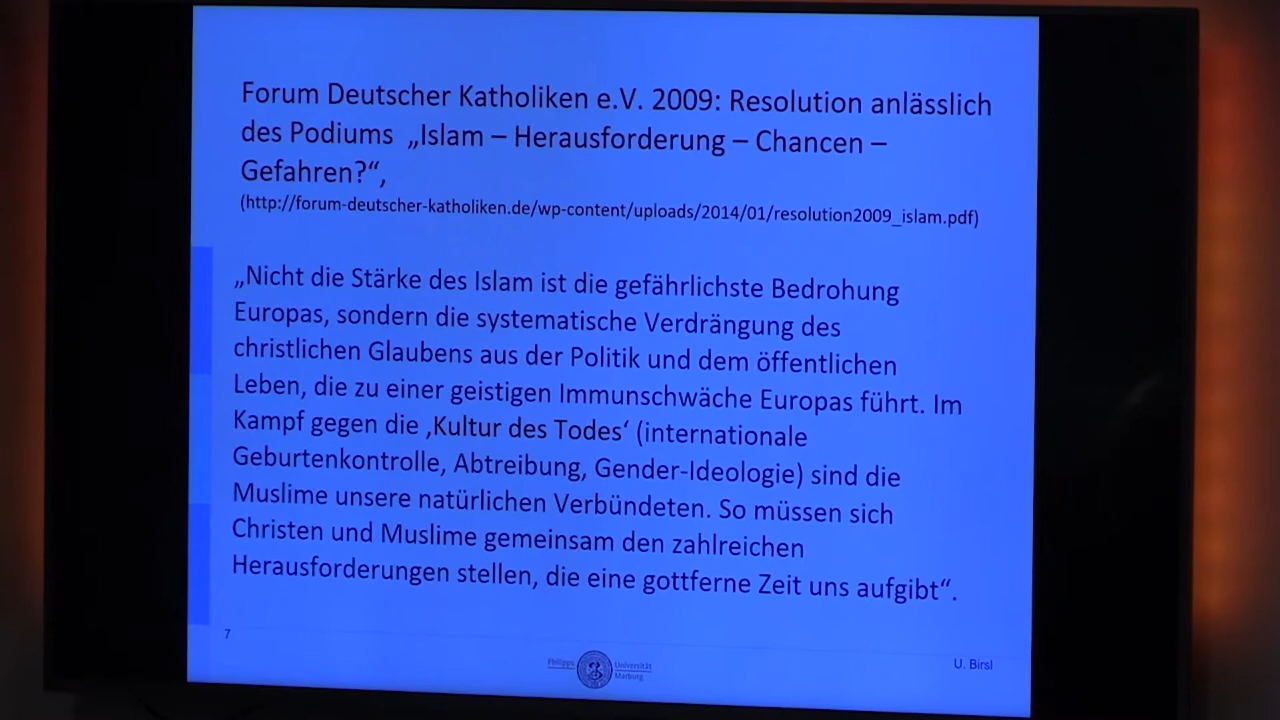 Forum Deutscher Katholiken e.V. 2009: Resolution anlässlich
des Podiums „Islam – Herausforderung – Chancen –
Gefahren?“,
(http://forum-deutscher-katholiken.de/wp-content/uploads/2014/01/resolution2009_islam.pdf)
„Nicht die Stärke des Islam ist die gefährlichste Bedrohung
Europas, sondern die systematische Verdrängung des
christlichen Glaubens aus der Politik und dem öffentlichen
Leben, die zu einer geistigen Immunschwäche Europas führt. Im
Kampf gegen die ‚Kultur des Todes‘ (internationale
Geburtenkontrolle, Abtreibung, Gender-Ideologie) sind die
Muslime unsere natürlichen Verbündeten. So müssen sich
Christen und Muslime gemeinsam den zahlreichen
Herausforderungen stellen, die eine gottferne Zeit uns aufgibt“.
7
Philipps Universität
Marburg
U. Birsl